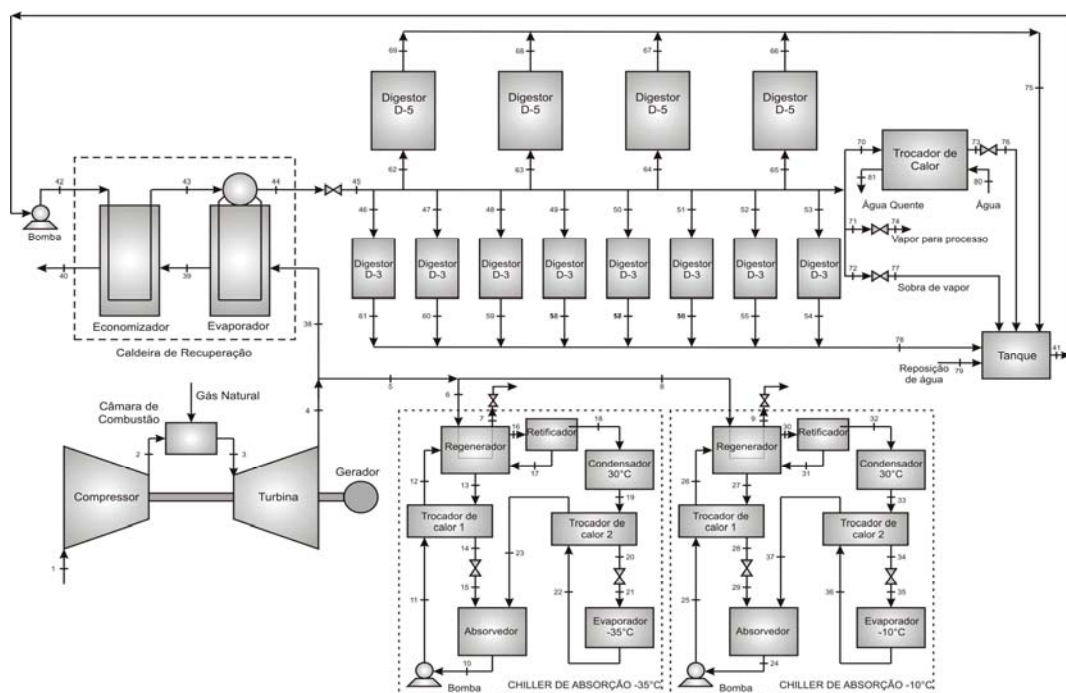 69
68
67
66
Digestor D-5
Digestor D-5
Digestor D-5
Digestor D-5
75
62
63
64
65
70
Trocador de Calor
73
76
81
80
Água Quente
Água
42
43
44
45
Bomba
46
47
48
49
50
51
52
53
71
74
Vapor para processo
72
77
Sobra de vapor
40
39
Economizador
Evaporador
Caldeira de Recuperação
38
Digestor D-3
Digestor D-3
Digestor D-3
Digestor D-3
Digestor D-3
Digestor D-3
Digestor D-3
Digestor D-3
61
60
59
55
54
78
Tanque
41
Reposição de água
79
Gás Natural
Câmara de Combustão
2
3
4
5
6
8
Compressor
Turbina
Gerador
1
7
16
18
Regenerador
Retificador
17
12
13
Condensador 30°C
19
Trocador de calor 1
Trocador de calor 2
14
15
23
20
21
22
11
Absorvedor
Evaporador -35°C
10
Bomba
CHILLER DE ABSORÇÃO -35°C
9
30
32
Regenerador
Retificador
31
26
27
Condensador 30°C
33
Trocador de calor 1
Trocador de calor 2
28
29
37
34
35
36
25
Absorvedor
Evaporador -10°C
24
Bomba
CHILLER DE ABSORÇÃO -10°C